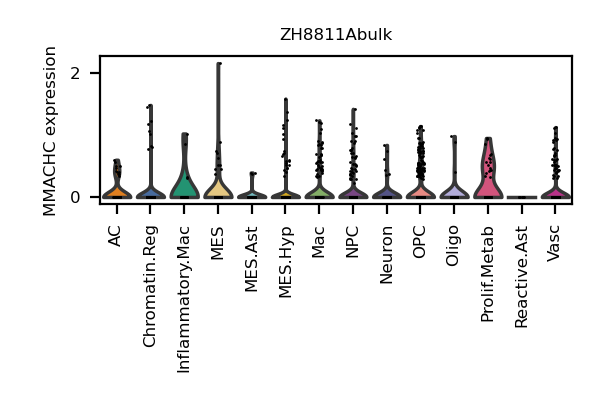 ZH8811Abulk
MMACHC expression
2
0
AC
Chromatin.Reg
Inflammatory.Mac
MES
MES.Ast
MES.Hyp
Mac
NPC
Neuron
OPC
Oligo
Prolif.Metab
Reactive.Ast
Vasc